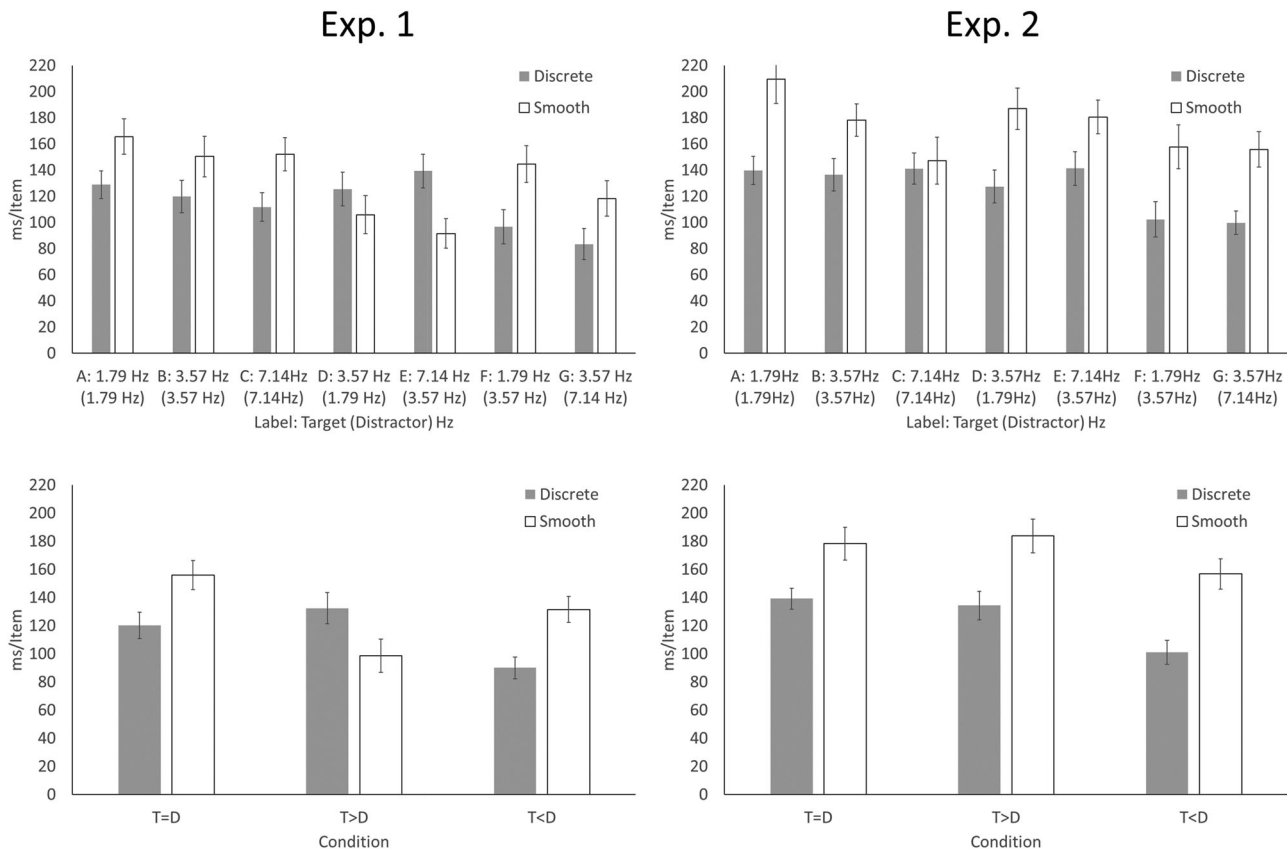 Exp. 1
220
200
180
160
140
120
100
80
60
40
20
0
ms/Item
Discrete
Smooth
A: 1.79 Hz B: 3.57 Hz C: 7.14Hz D: 3.57 Hz E: 7.14 Hz F: 1.79 Hz G: 3.57 Hz
(1.79 Hz) (3.57 Hz) (7.14Hz) (1.79 Hz) (3.57 Hz) (3.57 Hz) (7.14 Hz)
Label: Target (Distractor) Hz
Exp. 2
220
200
180
160
140
120
100
80
60
40
20
0
ms/Item
Discrete
Smooth
A: 1.79Hz B: 3.57Hz C: 7.14Hz D: 3.57Hz E: 7.14Hz F: 1.79Hz G: 3.57Hz
(1.79Hz) (3.57Hz) (7.14Hz) (1.79Hz) (3.57Hz) (3.57Hz) (7.14Hz)
Label: Target (Distractor) Hz
220
200
180
160
140
120
100
80
60
40
20
0
ms/Item
Discrete
Smooth
T=D T>D T<D
Condition
220
200
180
160
140
120
100
80
60
40
20
0
ms/Item
Discrete
Smooth
T=D T>D T<D
Condition